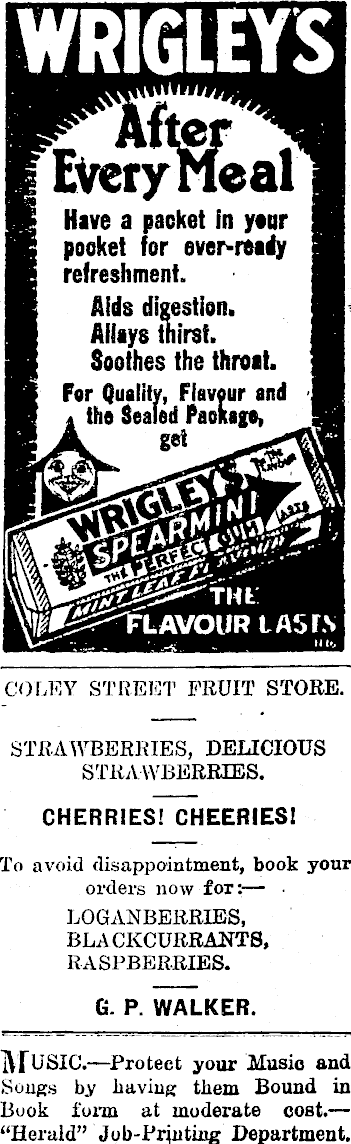 WRIGLEY'S
After
Every Meal
Have a packet in your
pocket for ever-ready
refreshment.
Aids digestion.
Allays thirst.
Soothes the throat.
For Quality, Flavour and
the Sealed Package,
get
WRIGLEY'S
SPEARMINT
THE PERFECT GUM
MINT LEAF FLAVOUR
THE FLAVOUR LASTS
THE
FLAVOUR LASTS
COLEY STREET FRUIT STORE.
STRAWBERRIES, DELICIOUS
STRAWBERRIES.
CHERRIES! CHEERIES!
To avoid disappointment, book your
orders now for:—
LOGANBERRIES,
BLACKCURRANTS,
RASPBERRIES.
G. P. WALKER.
MUSIC.—Protect your Music and
Songs by having them Bound in
Book form at moderate cost.—
"Herald" Job-Printing Department.